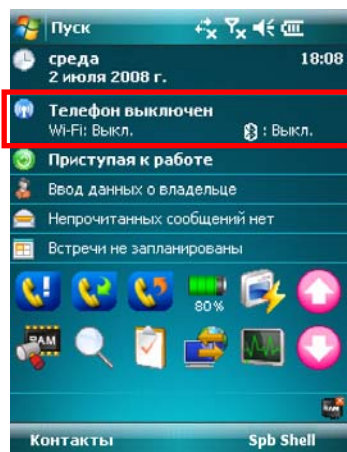 Пуск
среда 18:08
2 июля 2008 г.
Телефон выключен
Wi-Fi: Выкл. : Выкл.
Приступая к работе
Ввод данных о владельце
Непрочитанных сообщений нет
Встречи не запланированы
80%
RAM
RAM
Контакты Spb Shell